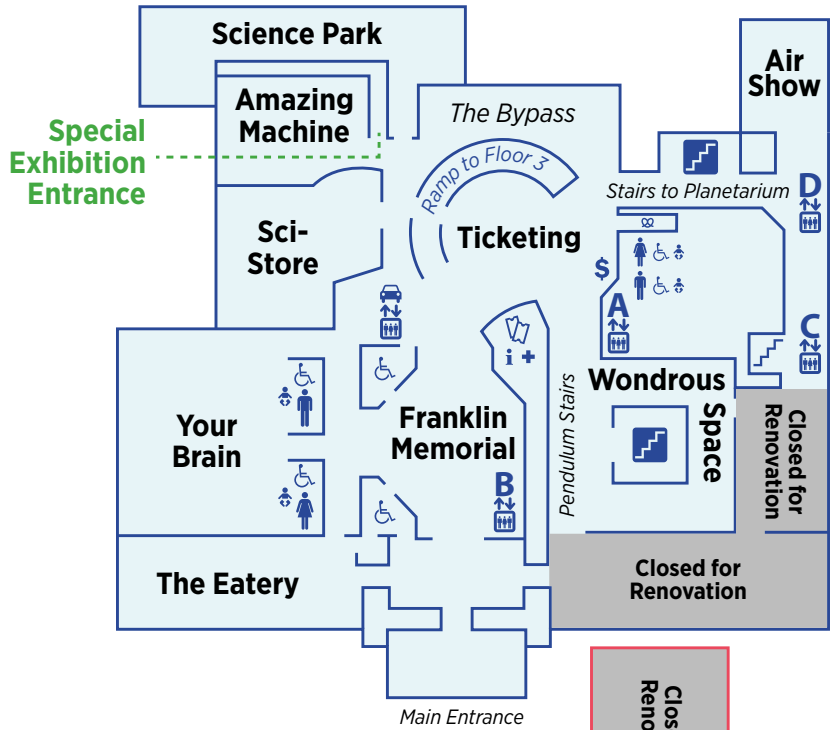 Science Park
Air
Show
Amazing
Machine
The Bypass
Special
Exhibition
Entrance
Ramp to Floor 3
Stairs to Planetarium
D
Sci-
Store
Ticketing
$
A
C
i +
Wondrous
Space
Your
Brain
Franklin
Memorial
Pendulum Stairs
Closed for
Renovation
B
The Eatery
Closed for
Renovation
Main Entrance
Clos
Reno